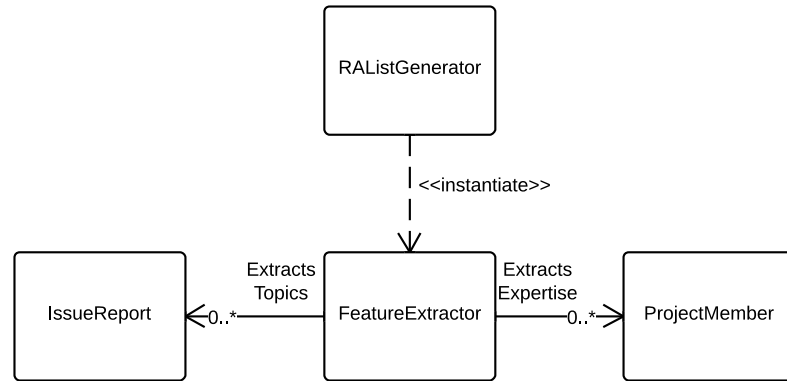 RAListGenerator
<<instantiate>>
Extracts
Topics
Extracts
Expertise
IssueReport
0..*
FeatureExtractor
0..*
ProjectMember